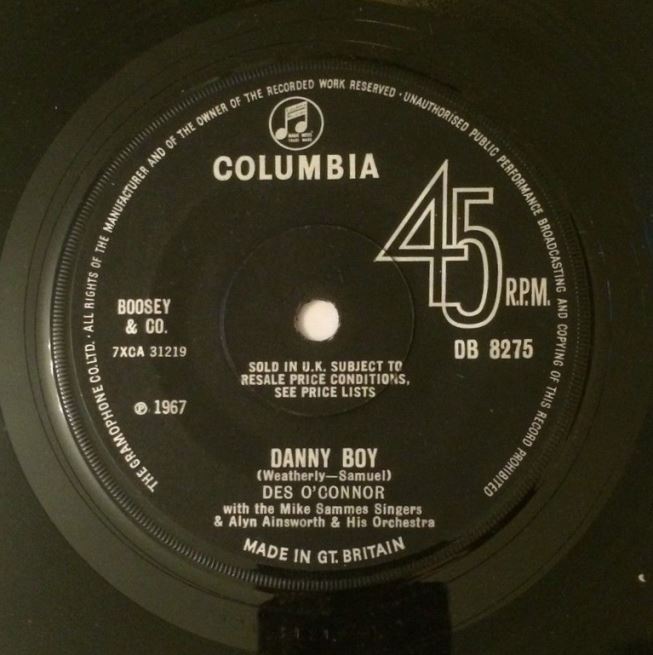 THE GRAMOPHONE CO. LTD. · ALL RIGHTS OF THE MANUFACTURER AND OF THE OWNER OF THE RECORDED WORK RESERVED · UNAUTHORISED PUBLIC PERFORMANCE BROADCASTING AND COPYING OF THIS RECORD PROHIBITED
COLUMBIA
45
R.P.M.
BOOSEY
& CO.
7XCA 31219
DB 8275
SOLD IN U.K. SUBJECT TO
RESALE PRICE CONDITIONS,
SEE PRICE LISTS
℗ 1967
DANNY BOY
(Weatherly—Samuel)
DES O'CONNOR
with the Mike Sammes Singers
& Alyn Ainsworth & His Orchestra
MADE IN GT. BRITAIN